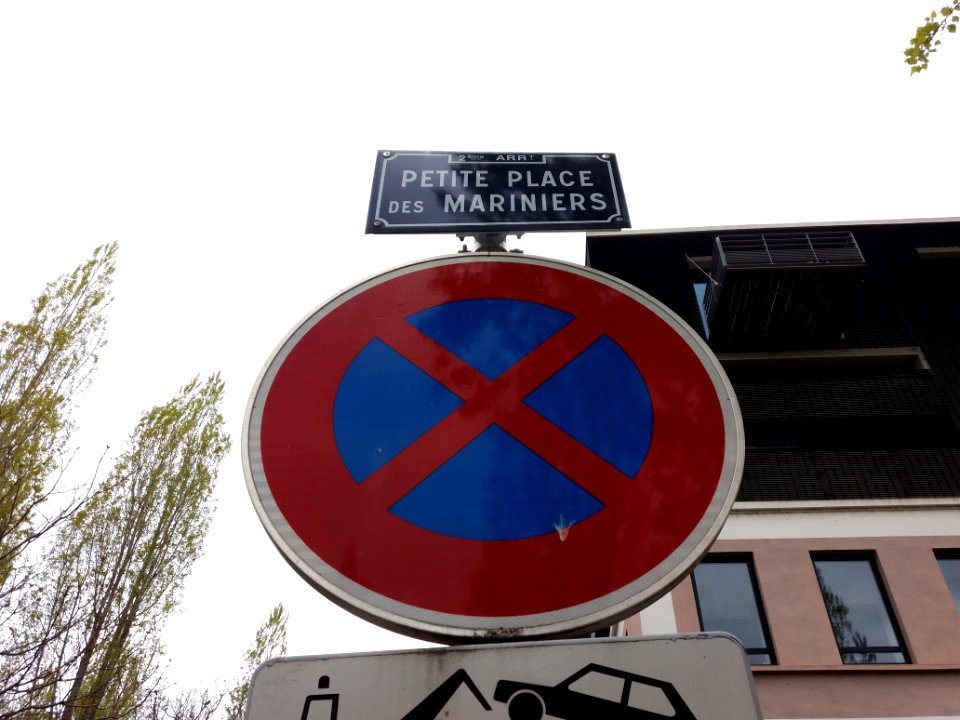 2ème ARRT
PETITE PLACE
DES MARINIERS